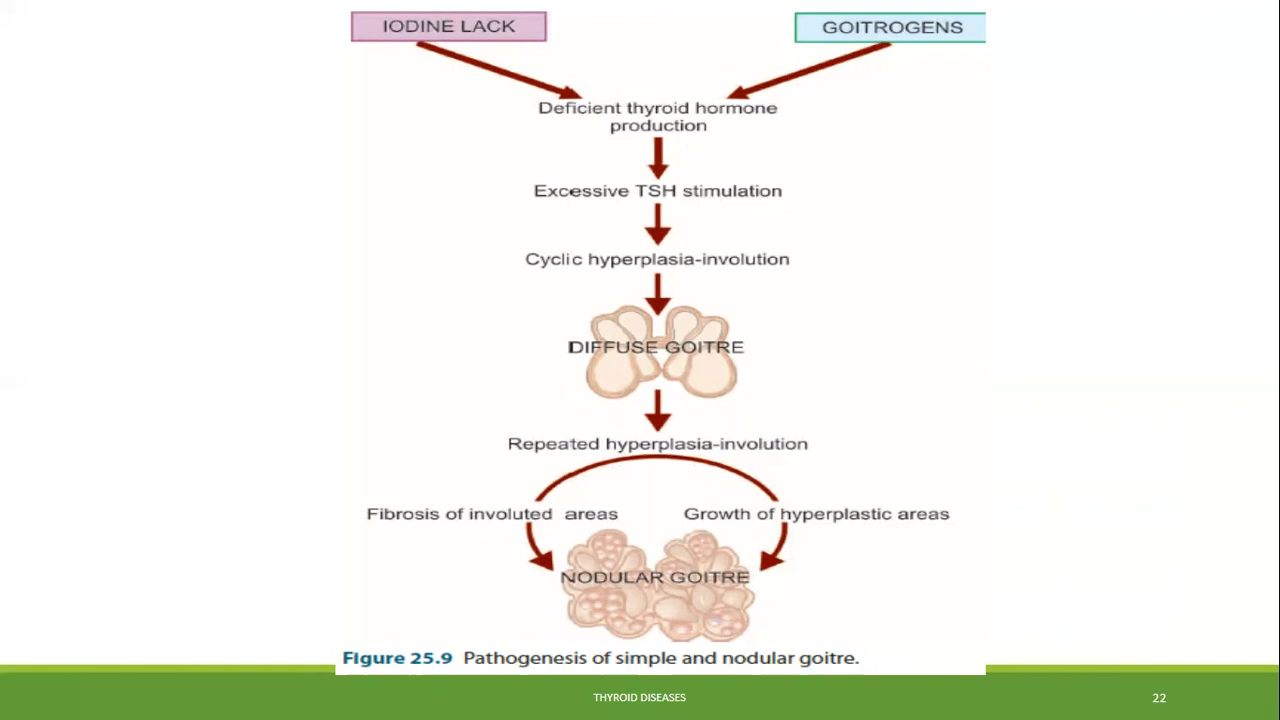 IODINE LACK
GOITROGENS
Deficient thyroid hormone
production
Excessive TSH stimulation
Cyclic hyperplasia-involution
DIFFUSE GOITRE
Repeated hyperplasia-involution
Fibrosis of involuted areas
Growth of hyperplastic areas
NODULAR GOITRE
Figure 25.9 Pathogenesis of simple and nodular goitre.
THYROID DISEASES
22